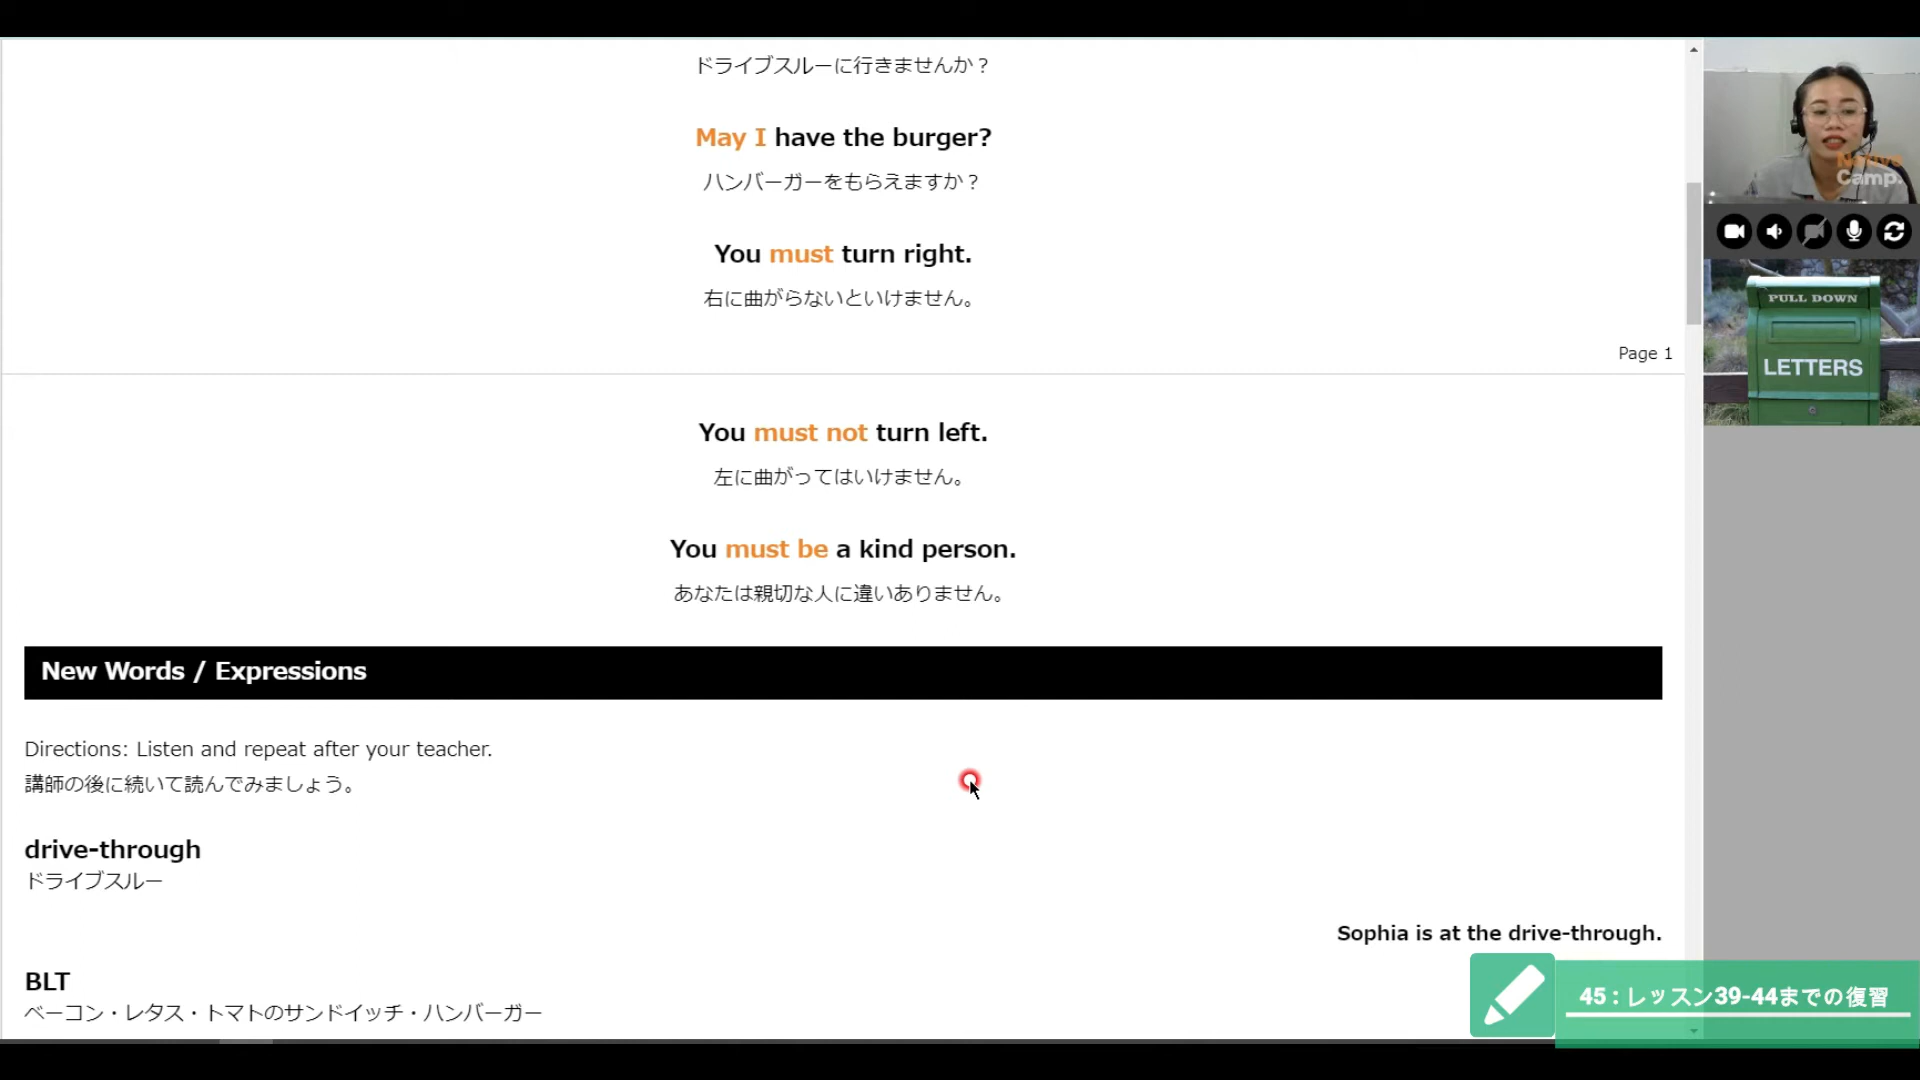 ドライブスルーに行きませんか？
May I have the burger?
ハンバーガーをもらえますか？
You must turn right.
右に曲がらないといけません。
Page 1
You must not turn left.
左に曲がってはいけません。
You must be a kind person.
あなたは親切な人に違いありません。
New Words / Expressions
Directions: Listen and repeat after your teacher.
講師の後に続いて読んでみましょう。
drive-through
ドライブスルー
Sophia is at the drive-through.
BLT
ベーコン・レタス・トマトのサンドイッチ・ハンバーガー
Native
Camp.
PULL DOWN
LETTERS
45：レッスン39-44までの復習